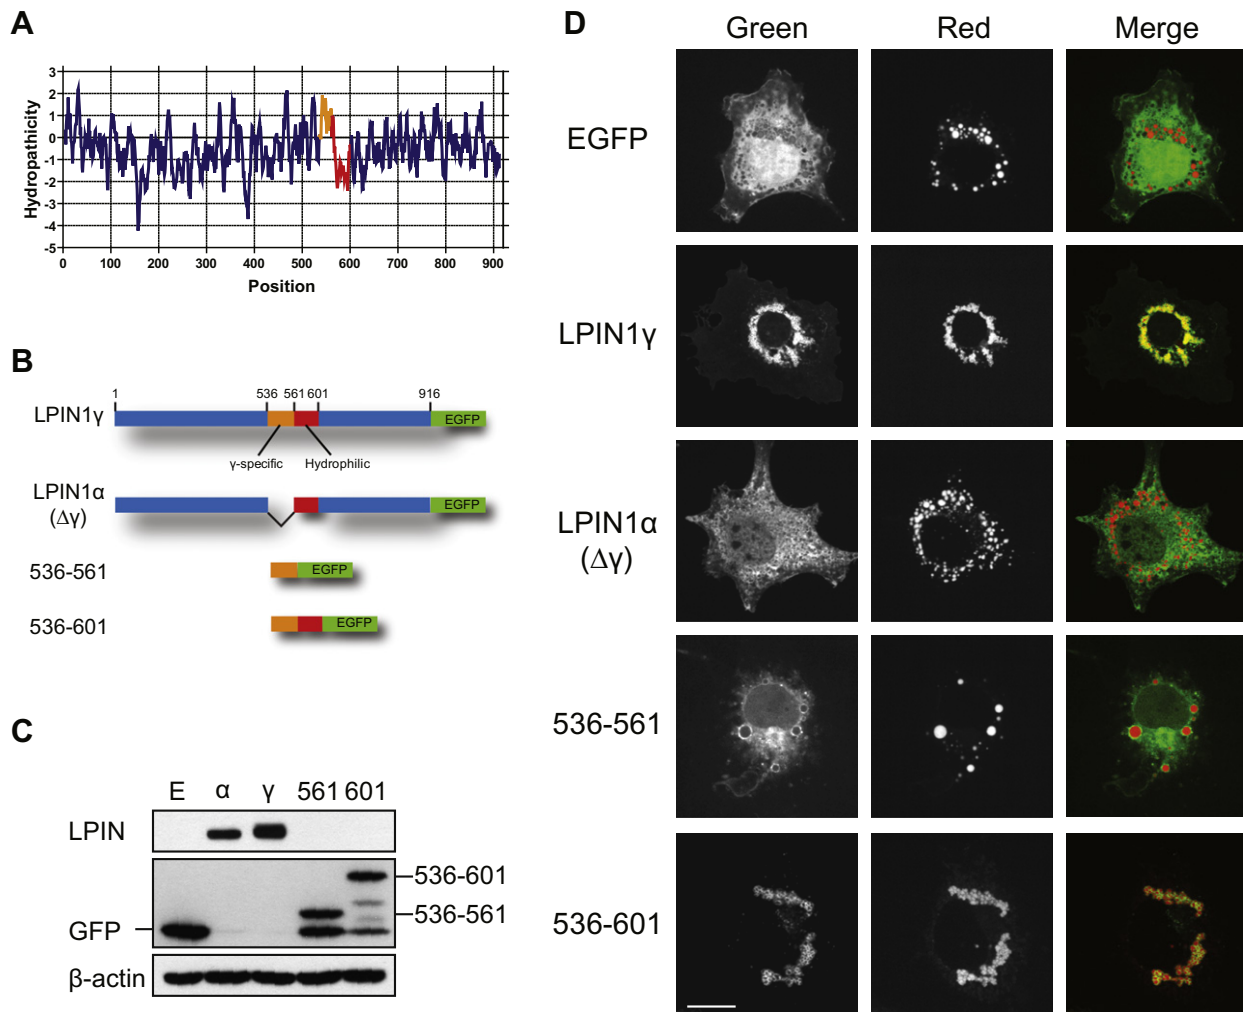 A
3
2
1
0
-1
-2
-3
-4
-5
Hydropathicity
0 100 200 300 400 500 600 700 800 900
Position
B
1 536 561 601 916
LPIN1γ
EGFP
γ-specific Hydrophilic
LPIN1α
(Δγ)
EGFP
536-561
EGFP
536-601
EGFP
C
E α γ 561 601
LPIN
536-601
536-561
GFP
β-actin
D
Green Red Merge
EGFP
LPIN1γ
LPIN1α
(Δγ)
536-561
536-601